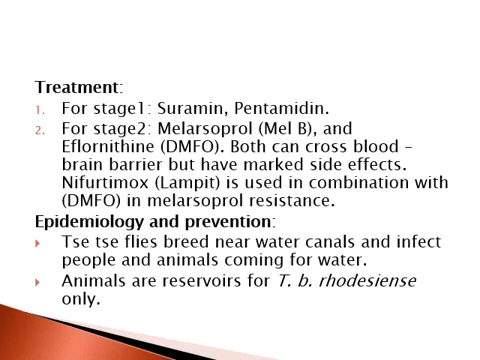 Treatment:
1. For stage1: Suramin, Pentamidin.
2. For stage2: Melarsoprol (Mel B), and
Eflornithine (DMFO). Both can cross blood –
brain barrier but have marked side effects.
Nifurtimox (Lampit) is used in combination with
(DMFO) in melarsoprol resistance.
Epidemiology and prevention:
Tse tse flies breed near water canals and infect
people and animals coming for water.
Animals are reservoirs for T. b. rhodesiense
only.